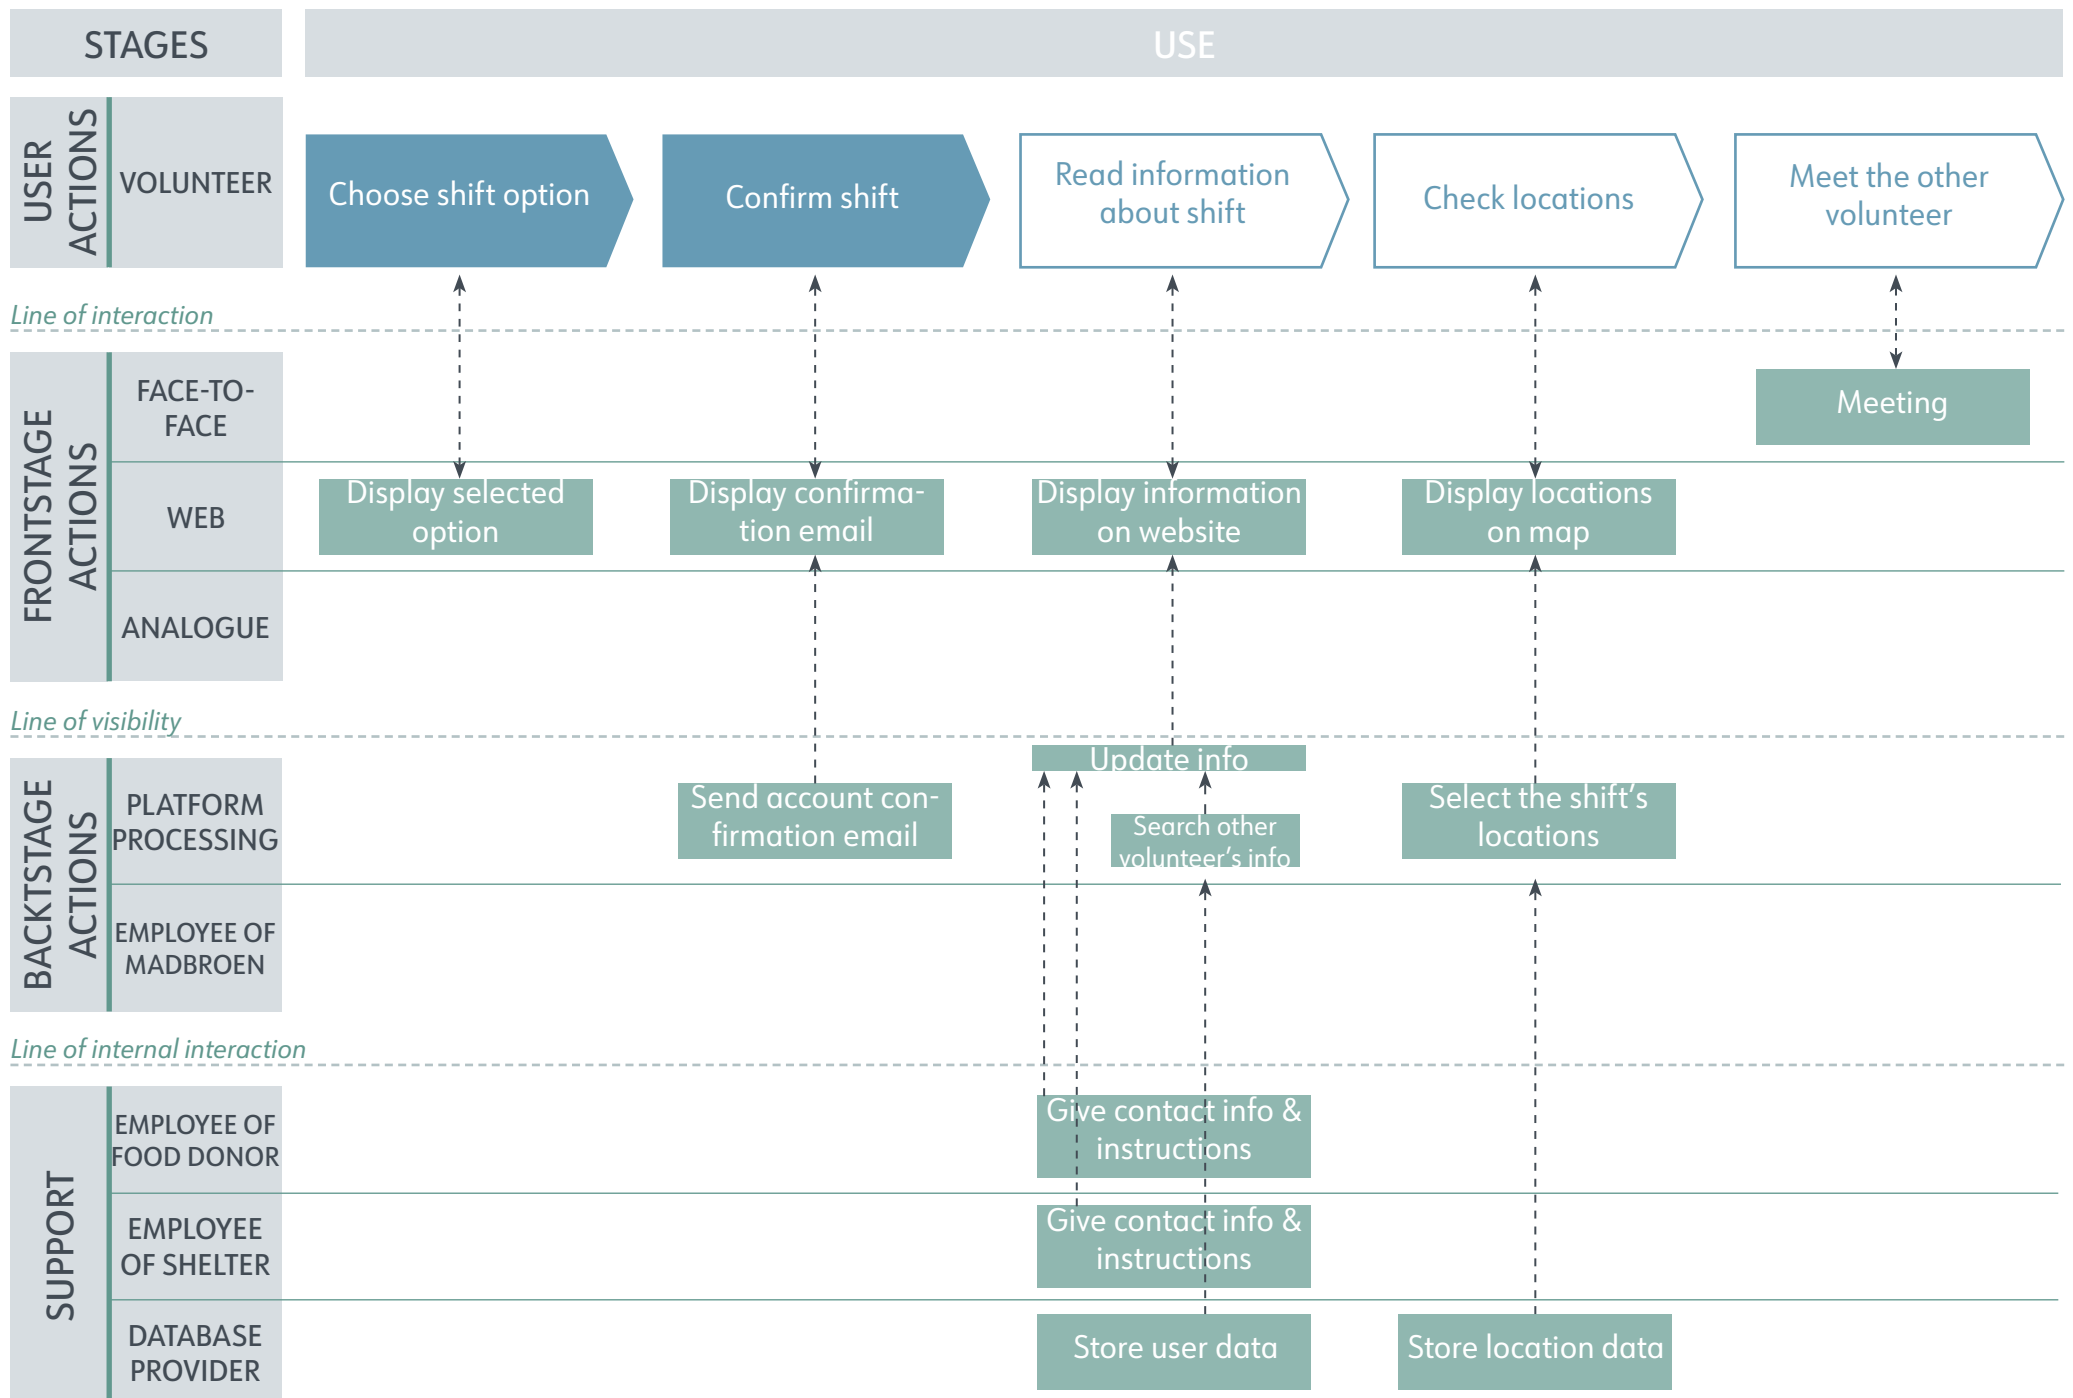 STAGES
USE
USER
ACTIONS
VOLUNTEER
Choose shift option
Confirm shift
Read information
about shift
Check locations
Meet the other
volunteer
Line of interaction
FRONTSTAGE
ACTIONS
FACE-TO-
FACE
Meeting
WEB
Display selected
option
Display confirma-
tion email
Display information
on website
Display locations
on map
ANALOGUE
Line of visibility
BACKTSTAGE
ACTIONS
PLATFORM
PROCESSING
Send account con-
firmation email
Update info
Search other
volunteer's info
Select the shift's
locations
EMPLOYEE OF
MADBROEN
Line of internal interaction
SUPPORT
EMPLOYEE OF
FOOD DONOR
Give contact info &
instructions
EMPLOYEE
OF SHELTER
Give contact info &
instructions
DATABASE
PROVIDER
Store user data
Store location data